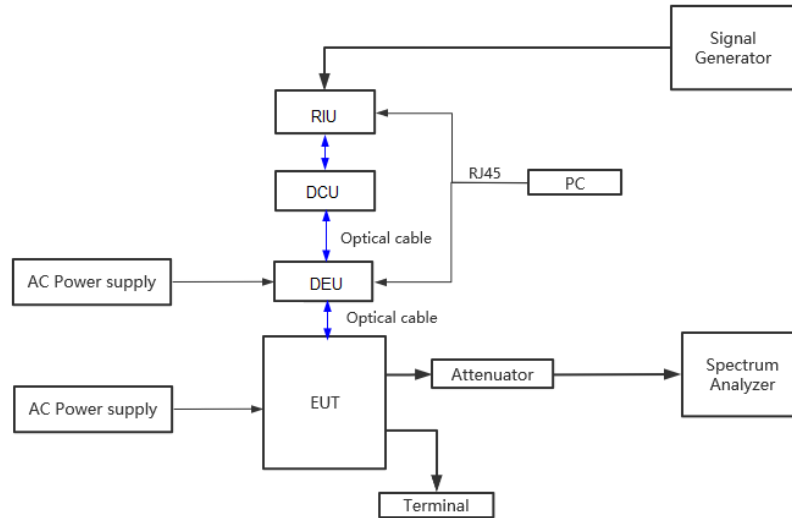 Signal
Generator
RIU
RJ45
PC
DCU
Optical cable
AC Power supply
DEU
Optical cable
AC Power supply
EUT
Attenuator
Spectrum
Analyzer
Terminal